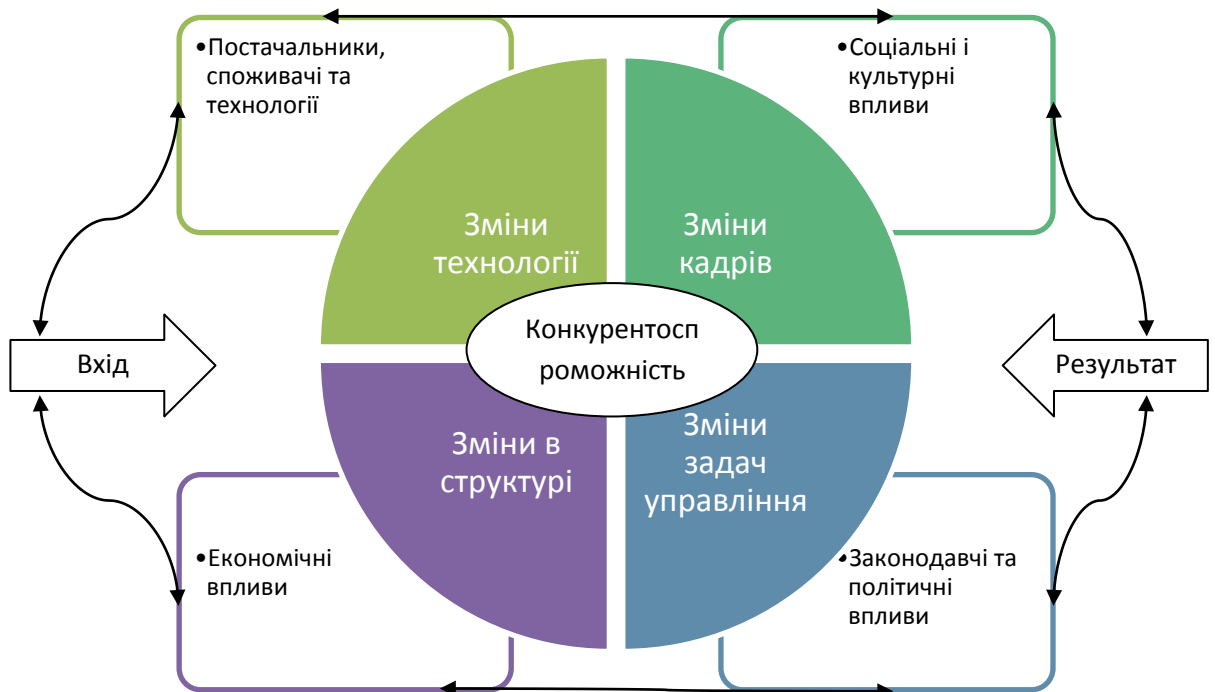 •Постачальники,
споживачі та
технології
•Соціальні і
культурні
впливи
Зміни
технології
Зміни
кадрів
Вхід
Конкурентосп
роможність
Результат
Зміни в
структурі
Зміни
задач
управління
•Економічні
впливи
•Законодавчі та
політичні
впливи